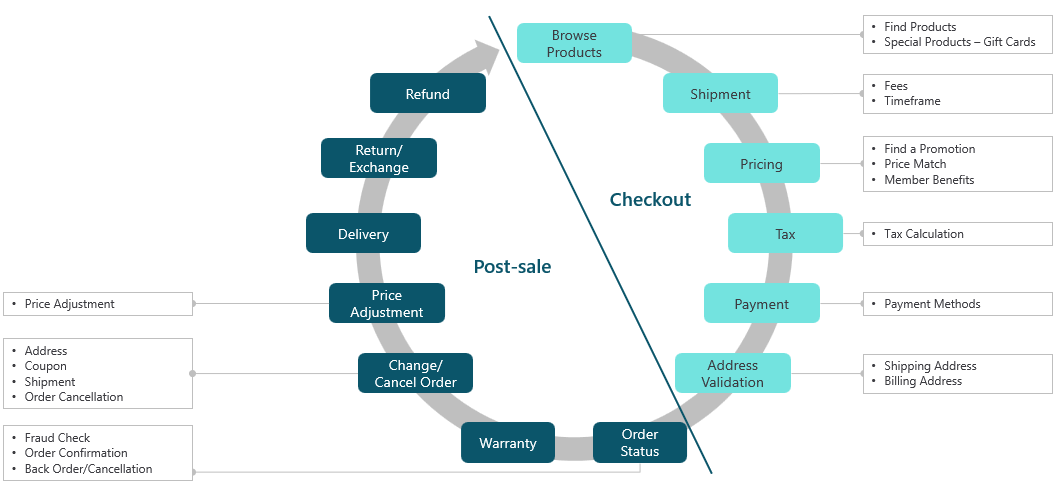 Browse
Products
• Find Products
• Special Products – Gift Cards
Shipment
• Fees
• Timeframe
Pricing
• Find a Promotion
• Price Match
• Member Benefits
Checkout
Tax
• Tax Calculation
Payment
• Payment Methods
Address
Validation
• Shipping Address
• Billing Address
Post-sale
Order
Status
• Fraud Check
• Order Confirmation
• Back Order/Cancellation
Warranty
Change/
Cancel Order
• Address
• Coupon
• Shipment
• Order Cancellation
Price
Adjustment
• Price Adjustment
Delivery
Return/
Exchange
Refund